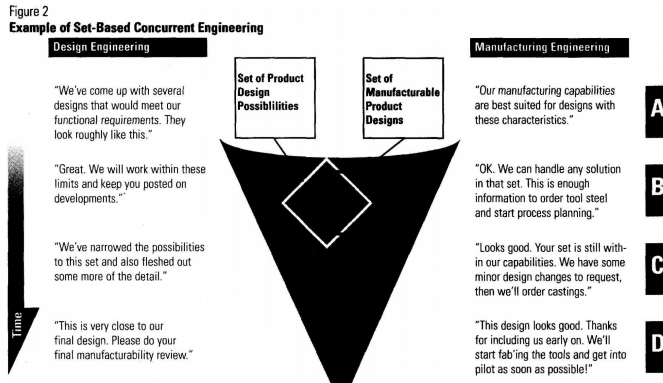 Figure 2
Example of Set-Based Concurrent Engineering
Design Engineering
"We've come up with several
designs that would meet our
functional requirements. They
look roughly like this."
"Great. We will work within these
limits and keep you posted on
developments."
"We've narrowed the possibilities
to this set and also fleshed out
some more of the detail."
"This is very close to our
final design. Please do your
final manufacturability review."
Time
Set of Product
Design
Possiblilities
Set of
Manufacturable
Product
Designs
Manufacturing Engineering
"Our manufacturing capabilities
are best suited for designs with
these characteristics."
"OK. We can handle any solution
in that set. This is enough
information to order tool steel
and start process planning."
"Looks good. Your set is still with-
in our capabilities. We have some
minor design changes to request,
then we'll order castings."
"This design looks good. Thanks
for including us early on. We'll
start fab'ing the tools and get into
pilot as soon as possible!"
A
B
C
D